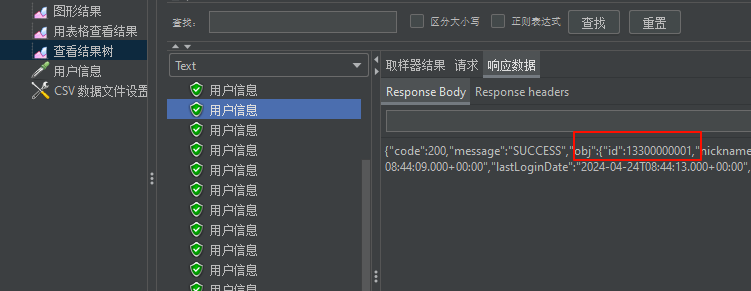 图形结果
用表格查看结果
查看结果树
用户信息
CSV 数据文件设置
查找:
区分大小写
正则表达式
查找
重置
Text
用户信息
用户信息
用户信息
用户信息
用户信息
用户信息
用户信息
用户信息
用户信息
用户信息
取样器结果 请求 响应数据
Response Body Response headers
{"code":200,"message":"SUCCESS","obj":{"id":13300000001,"nickname
08:44:09.000+00:00","lastLoginDate":"2024-04-24T08:44:13.000+00:00",